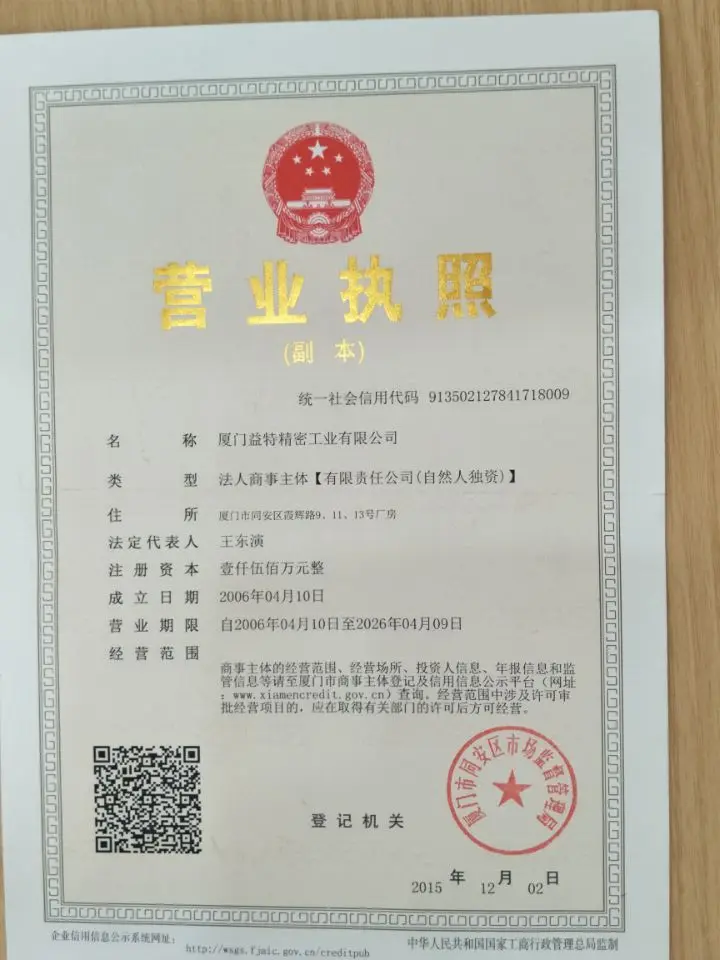 营业执照
(副 本)
统一社会信用代码 913502127841718009
名 称 厦门益特精密工业有限公司
类 型 法人商事主体【有限责任公司(自然人独资)】
住 所 厦门市同安区霞辉路9、11、13号厂房
法定代表人 王东演
注册资本 壹仟伍佰万元整
成立日期 2006年04月10日
营业期限 自2006年04月10日至2026年04月09日
经营范围
商事主体的经营范围、经营场所、投资人信息、年报信息和监
管信息等请至厦门市商事主体登记及信用信息公示平台（网址
：www.xiamencredit.gov.cn）查询。经营范围中涉及许可审
批经营项目的，应在取得有关部门的许可后方可经营。
厦门市同安区市场监督管理局
登记机关
2015 年 12 月 02 日
企业信用信息公示系统网址：
http://wsgs.fjaic.gov.cn/creditpub
中华人民共和国国家工商行政管理总局监制